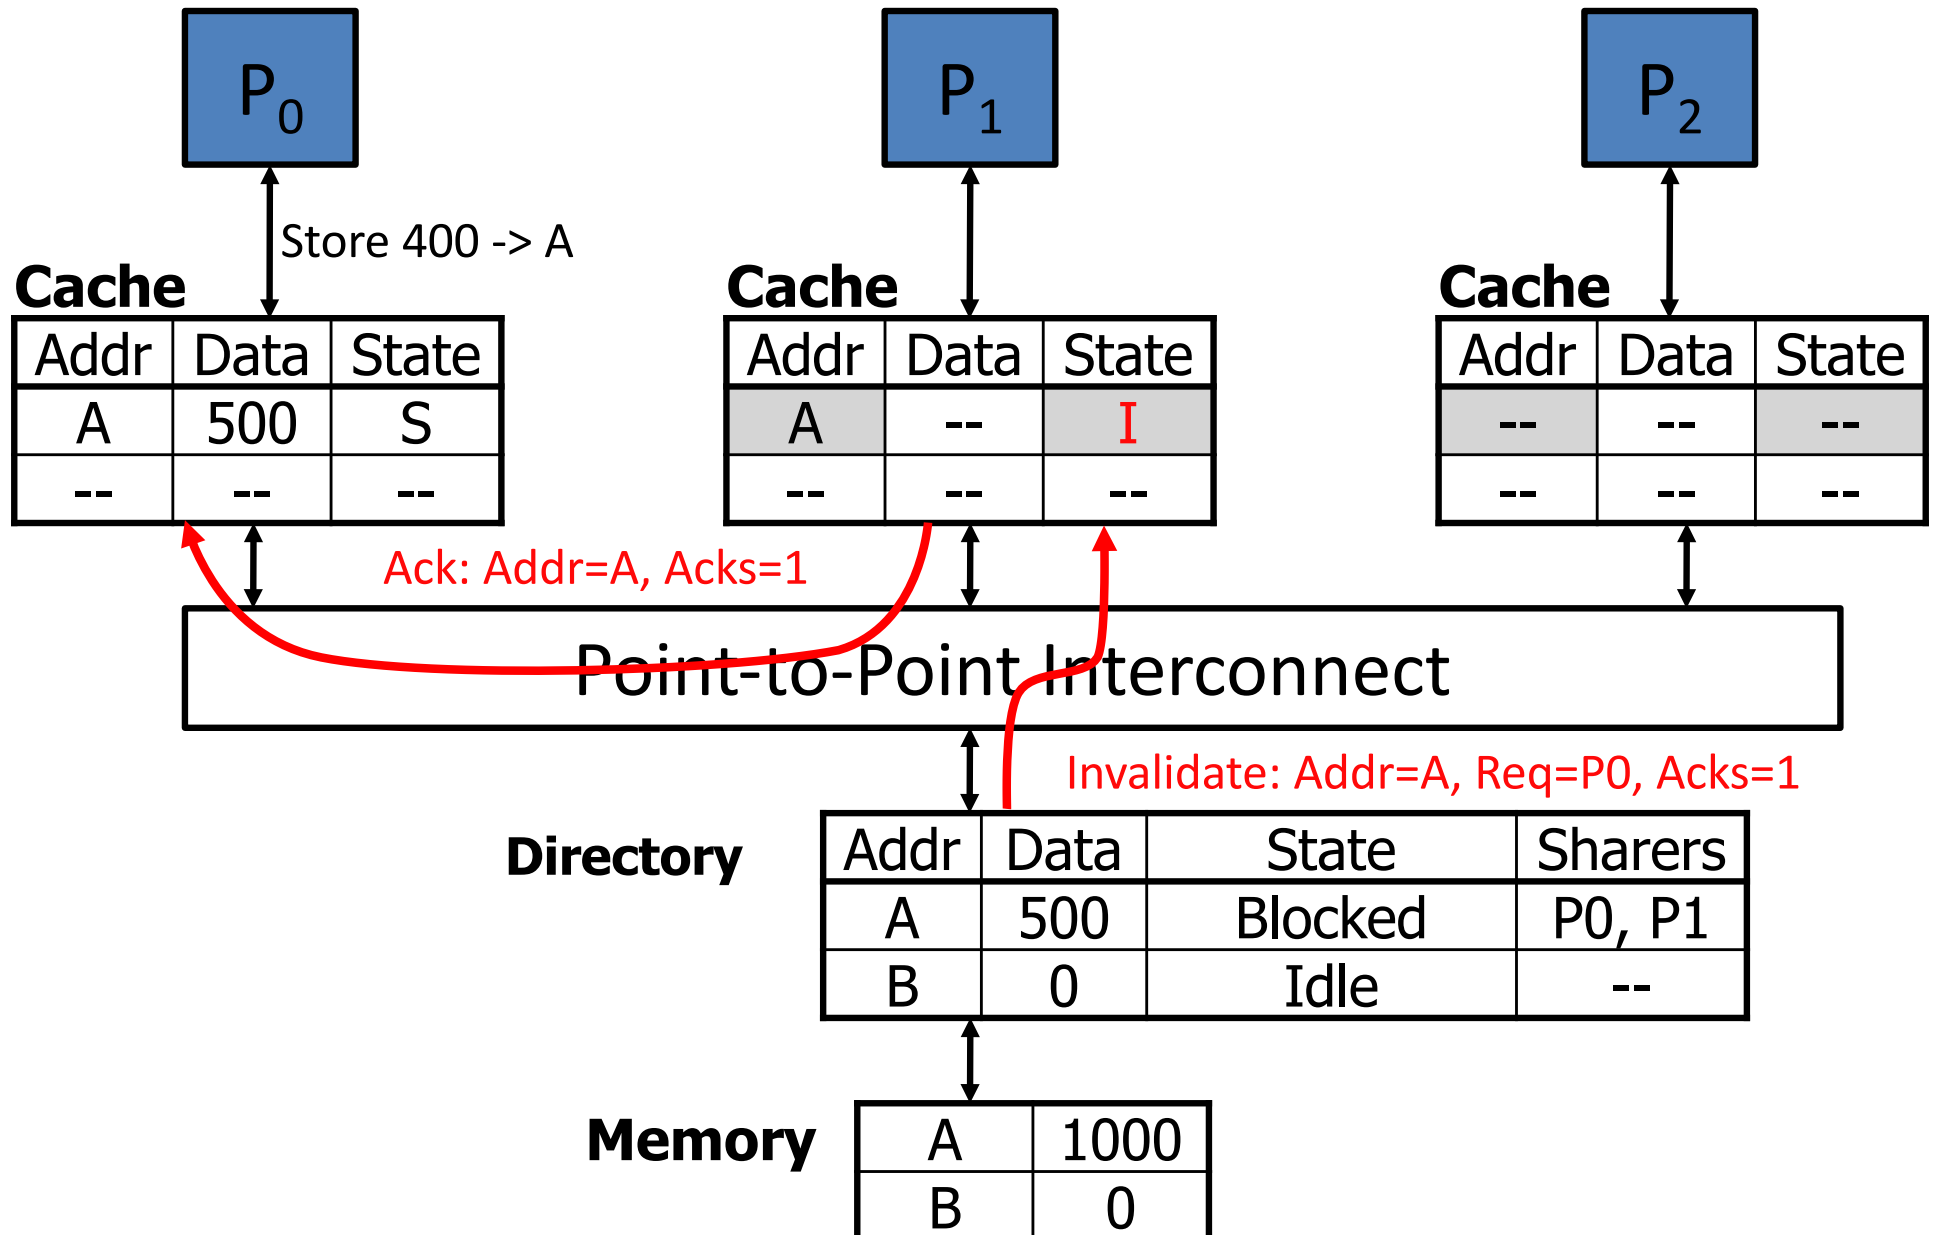 P0
P1
P2
Store 400 -> A
Cache
Cache
Cache
Addr Data State
A 500 S
-- -- --
Addr Data State
A -- I
-- -- --
Addr Data State
-- -- --
-- -- --
Ack: Addr=A, Acks=1
Point-to-Point Interconnect
Invalidate: Addr=A, Req=P0, Acks=1
Directory
Addr Data State Sharers
A 500 Blocked P0, P1
B 0 Idle --
Memory
A 1000
B 0